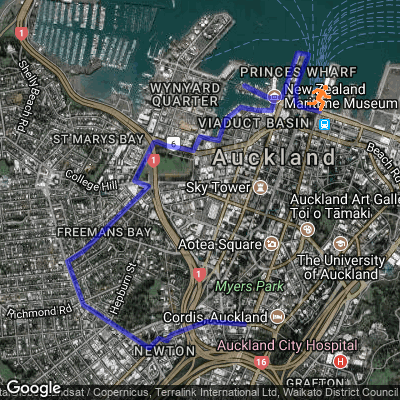 1
Shelly Beach Rd
PRINCES WHARF
New Zealand
Maritime Museum
WYNYARD
QUARTER
VIADUCT BASIN
ST MARYS BAY
6
1
Auckland
Beach Rd
College Hill
Sky Tower
Auckland Art Galle
Toi o Tāmaki
FREEMANS BAY
Aotea Square
The University
of Auckland
Hepburn St
1
Myers Park
Richmond Rd
Cordis, Auckland
NEWTON
Auckland City Hospital
16
H
GRAFTON
Google
Landsat / Copernicus, Terralink International Ltd, Waikato District Council